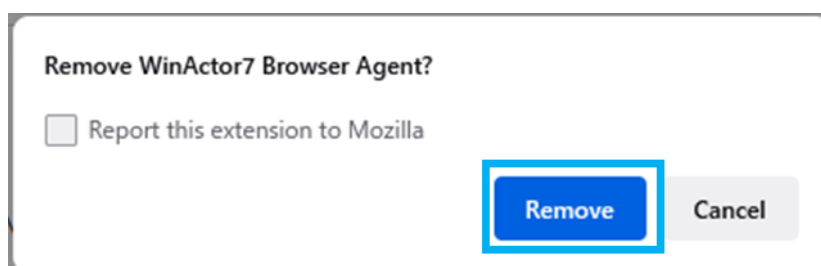 Remove WinActor7 Browser Agent?
Report this extension to Mozilla
Remove Cancel